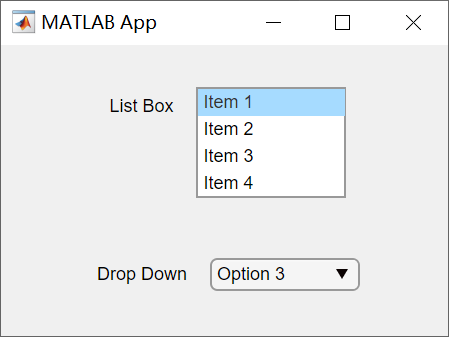 MATLAB App
List Box
Item 1
Item 2
Item 3
Item 4
Drop Down Option 3